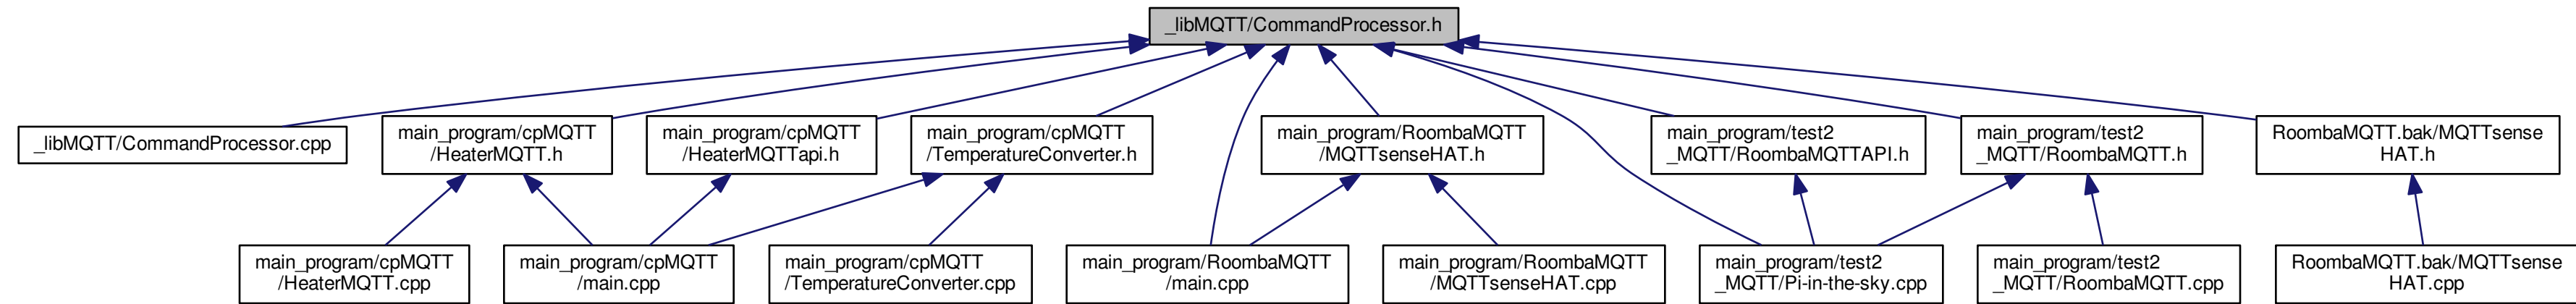 _libMQTT/CommandProcessor.h
_libMQTT/CommandProcessor.cpp
main_program/cpMQTT
/HeaterMQTT.h
main_program/cpMQTT
/HeaterMQTTapi.h
main_program/cpMQTT
/TemperatureConverter.h
main_program/RoombaMQTT
/MQTTsenseHAT.h
main_program/test2
_MQTT/RoombaMQTTAPI.h
main_program/test2
_MQTT/RoombaMQTT.h
RoombaMQTT.bak/MQTTsense
HAT.h
main_program/cpMQTT
/HeaterMQTT.cpp
main_program/cpMQTT
/main.cpp
main_program/cpMQTT
/TemperatureConverter.cpp
main_program/RoombaMQTT
/main.cpp
main_program/RoombaMQTT
/MQTTsenseHAT.cpp
main_program/test2
_MQTT/Pi-in-the-sky.cpp
main_program/test2
_MQTT/RoombaMQTT.cpp
RoombaMQTT.bak/MQTTsense
HAT.cpp